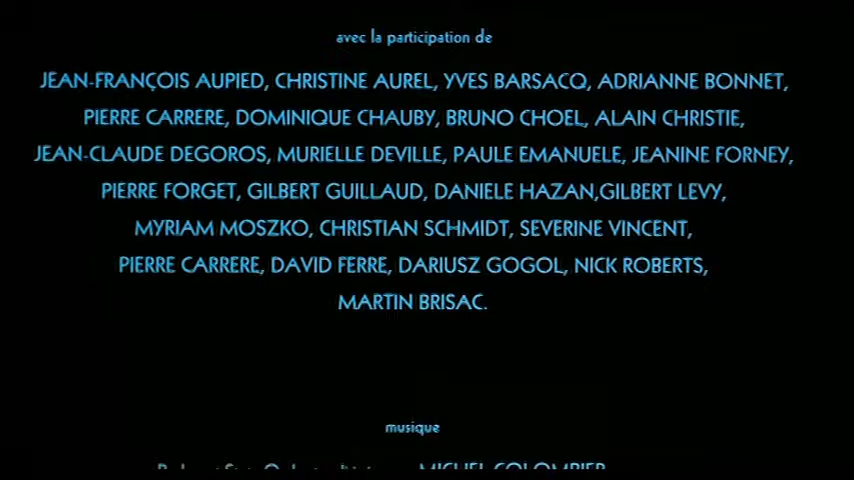 avec la participation de
JEAN-FRANÇOIS AUPIED, CHRISTINE AUREL, YVES BARSACQ, ADRIANNE BONNET,
PIERRE CARRERE, DOMINIQUE CHAUBY, BRUNO CHOEL, ALAIN CHRISTIE,
JEAN-CLAUDE DEGOROS, MURIELLE DEVILLE, PAULE EMANUELE, JEANINE FORNEY,
PIERRE FORGET, GILBERT GUILLAUD, DANIELE HAZAN,GILBERT LEVY,
MYRIAM MOSZKO, CHRISTIAN SCHMIDT, SEVERINE VINCENT,
PIERRE CARRERE, DAVID FERRE, DARIUSZ GOGOL, NICK ROBERTS,
MARTIN BRISAC.
musique
MICHEL COLOMBIER